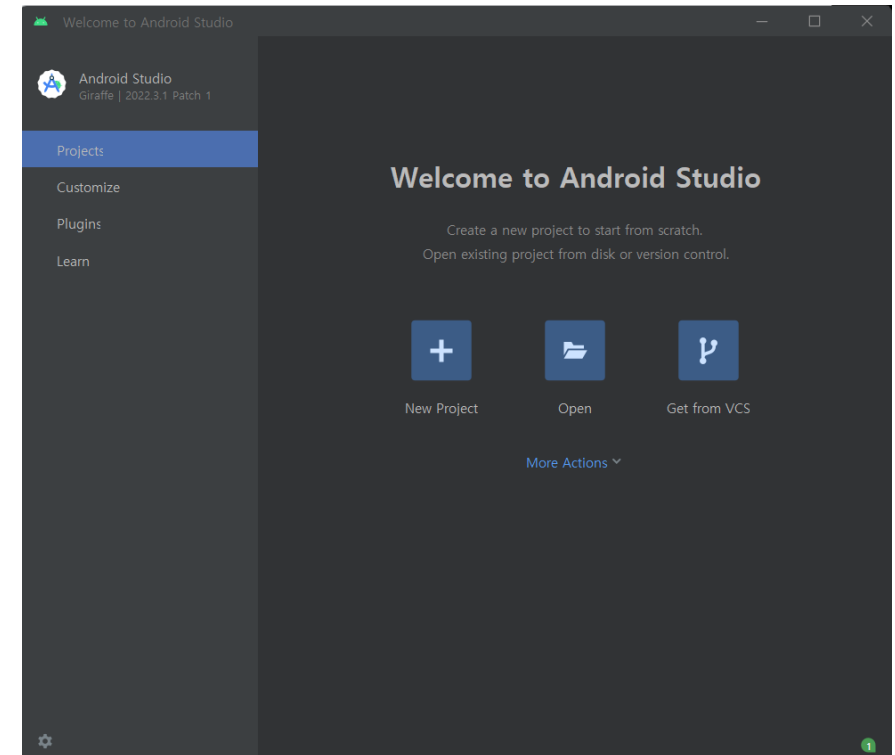 Welcome to Android Studio
Android Studio
Giraffe | 2022.3.1 Patch 1
Projects
Customize
Plugins
Learn
Welcome to Android Studio
Create a new project to start from scratch.
Open existing project from disk or version control.
New Project
Open
Get from VCS
More Actions
1